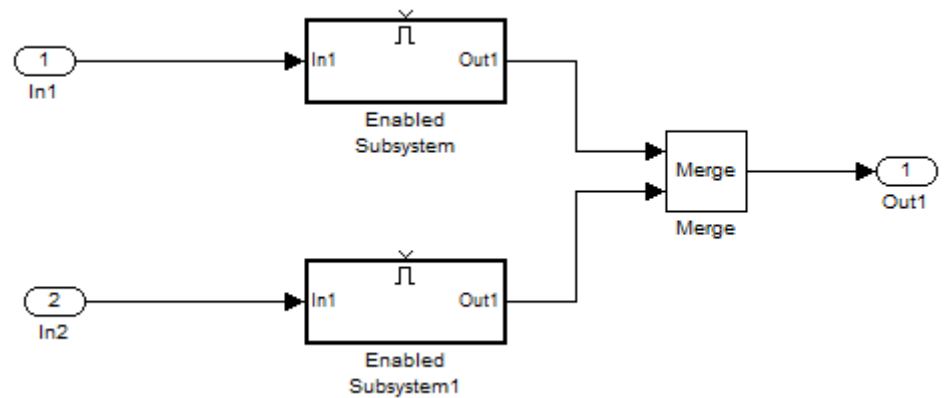 1
In1
In1
Out1
Enabled
Subsystem
Merge
Merge
1
Out1
2
In2
In1
Out1
Enabled
Subsystem1